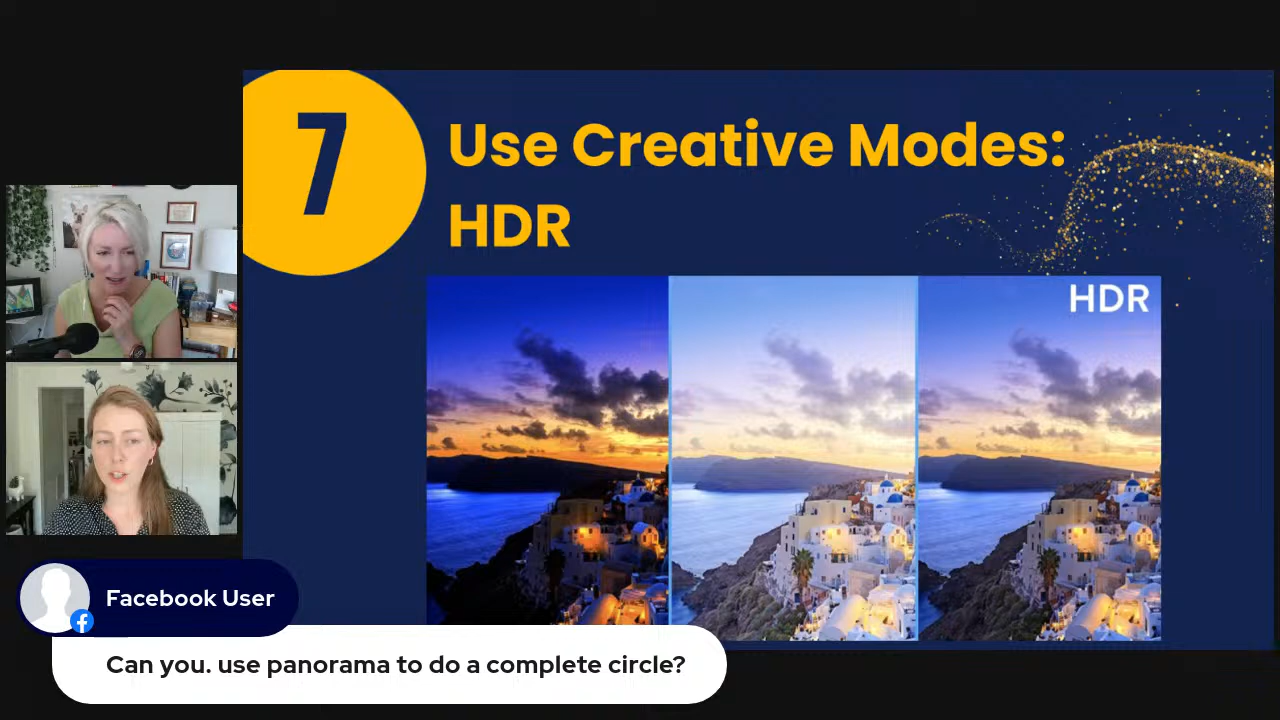 7
Use Creative Modes:
HDR
HDR
Facebook User
Can you. use panorama to do a complete circle?